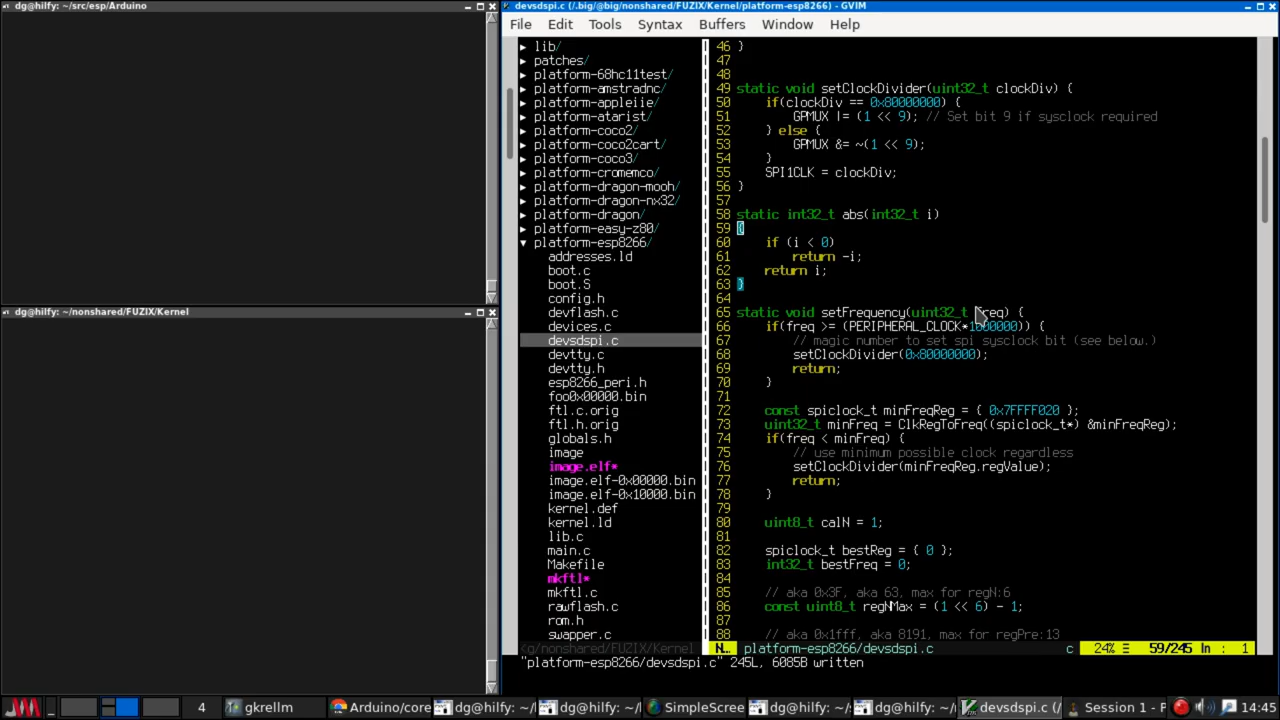 dg@hilfy: ~/src/esp/Arduino
dg@hilfy: ~/nonshared/FUZIX/Kernel
devsdspi.c (/.big/@big/nonshared/FUZIX/Kernel/platform-esp8266) - GVIM
File Edit Tools Syntax Buffers Window Help
▸ lib/
▸ patches/
▸ platform-68hc11test/
▸ platform-amstradnc/
▸ platform-appleiie/
▸ platform-atarist/
▸ platform-coco2/
▸ platform-coco2cart/
▸ platform-coco3/
▸ platform-cromemco/
▸ platform-dragon-mooh/
▸ platform-dragon-nx32/
▸ platform-dragon/
▸ platform-easy-z80/
▾ platform-esp8266/
addresses.ld
boot.c
boot.S
config.h
devflash.c
devices.c
devsdspi.c
devtty.c
devtty.h
esp8266_peri.h
foo0x00000.bin
ftl.c.orig
ftl.h.orig
globals.h
image
image.elf*
image.elf-0x00000.bin
image.elf-0x10000.bin
kernel.def
kernel.ld
lib.c
main.c
Makefile
mkftl*
mkftl.c
rawflash.c
rom.h
swapper.c
<g/nonshared/FUZIX/Kernel
46 }
47
48
49 static void setClockDivider(uint32_t clockDiv) {
50     if(clockDiv == 0x80000000) {
51         GPMUX |= (1 << 9); // Set bit 9 if sysclock required
52     } else {
53         GPMUX &= ~(1 << 9);
54     }
55     SPI1CLK = clockDiv;
56 }
57
58 static int32_t abs(int32_t i)
59 {
60     if (i < 0)
61         return -i;
62     return i;
63 }
64
65 static void setFrequency(uint32_t freq) {
66     if(freq >= (PERIPHERAL_CLOCK*1000000)) {
67         // magic number to set spi sysclock bit (see below.)
68         setClockDivider(0x80000000);
69         return;
70     }
71
72     const spiclock_t minFreqReg = { 0x7FFFF020 };
73     uint32_t minFreq = ClkRegToFreq((spiclock_t*) &minFreqReg);
74     if(freq < minFreq) {
75         // use minimum possible clock regardless
76         setClockDivider(minFreqReg.regValue);
77         return;
78     }
79
80     uint8_t calN = 1;
81
82     spiclock_t bestReg = { 0 };
83     int32_t bestFreq = 0;
84
85     // aka 0x3F, aka 63, max for regN:6
86     const uint8_t regNMax = (1 << 6) - 1;
87
88     // aka 0x1fff, aka 8191, max for regPre:13
N… platform-esp8266/devsdspi.c c 24% ☰ 59/245 ln : 1
"platform-esp8266/devsdspi.c" 245L, 6085B written
4 gkrellm Arduino/core dg@hilfy: ~/ dg@hilfy: ~/ SimpleScree dg@hilfy: ~/ dg@hilfy: ~/ devsdspi.c (/ Session 1 - P 14:45